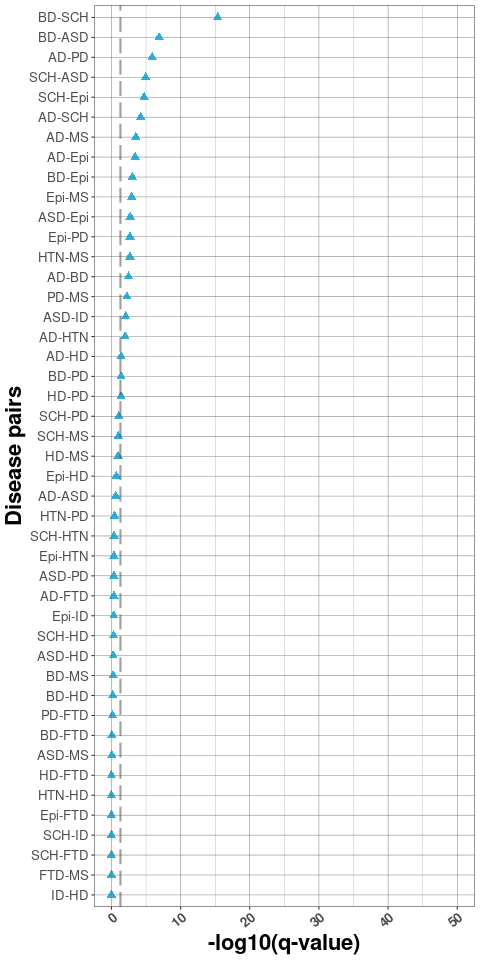 BD-SCH
BD-ASD
AD-PD
SCH-ASD
SCH-Epi
AD-SCH
AD-MS
AD-Epi
BD-Epi
Epi-MS
ASD-Epi
Epi-PD
HTN-MS
AD-BD
PD-MS
ASD-ID
AD-HTN
AD-HD
BD-PD
HD-PD
SCH-PD
SCH-MS
HD-MS
Epi-HD
AD-ASD
HTN-PD
SCH-HTN
Epi-HTN
ASD-PD
AD-FTD
Epi-ID
SCH-HD
ASD-HD
BD-MS
BD-HD
PD-FTD
BD-FTD
ASD-MS
HD-FTD
HTN-HD
Epi-FTD
SCH-ID
SCH-FTD
FTD-MS
ID-HD
Disease pairs
0 10 20 30 40 50
-log10(q-value)